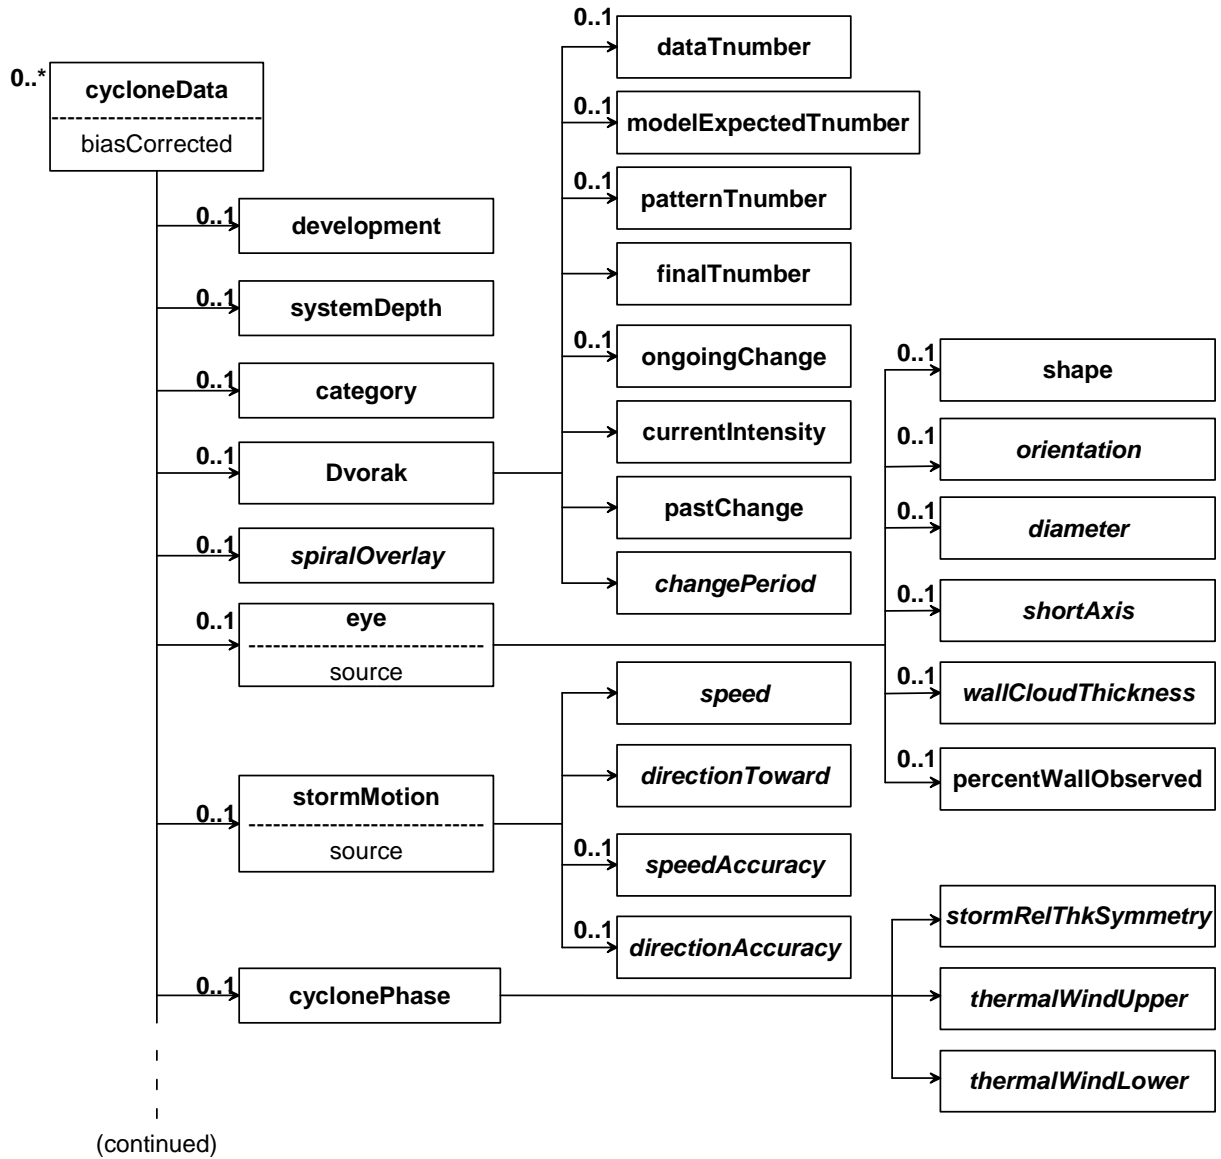 0..*
cycloneData
biasCorrected
0..1
development
0..1
systemDepth
0..1
category
0..1
Dvorak
0..1
spiralOverlay
0..1
eye
source
0..1
stormMotion
source
0..1
cyclonePhase
(continued)
0..1
dataTnumber
0..1
modelExpectedTnumber
0..1
patternTnumber
finalTnumber
0..1
ongoingChange
currentIntensity
pastChange
changePeriod
speed
directionToward
0..1
speedAccuracy
0..1
directionAccuracy
0..1
shape
0..1
orientation
0..1
diameter
0..1
shortAxis
0..1
wallCloudThickness
0..1
percentWallObserved
stormRelThkSymmetry
thermalWindUpper
thermalWindLower